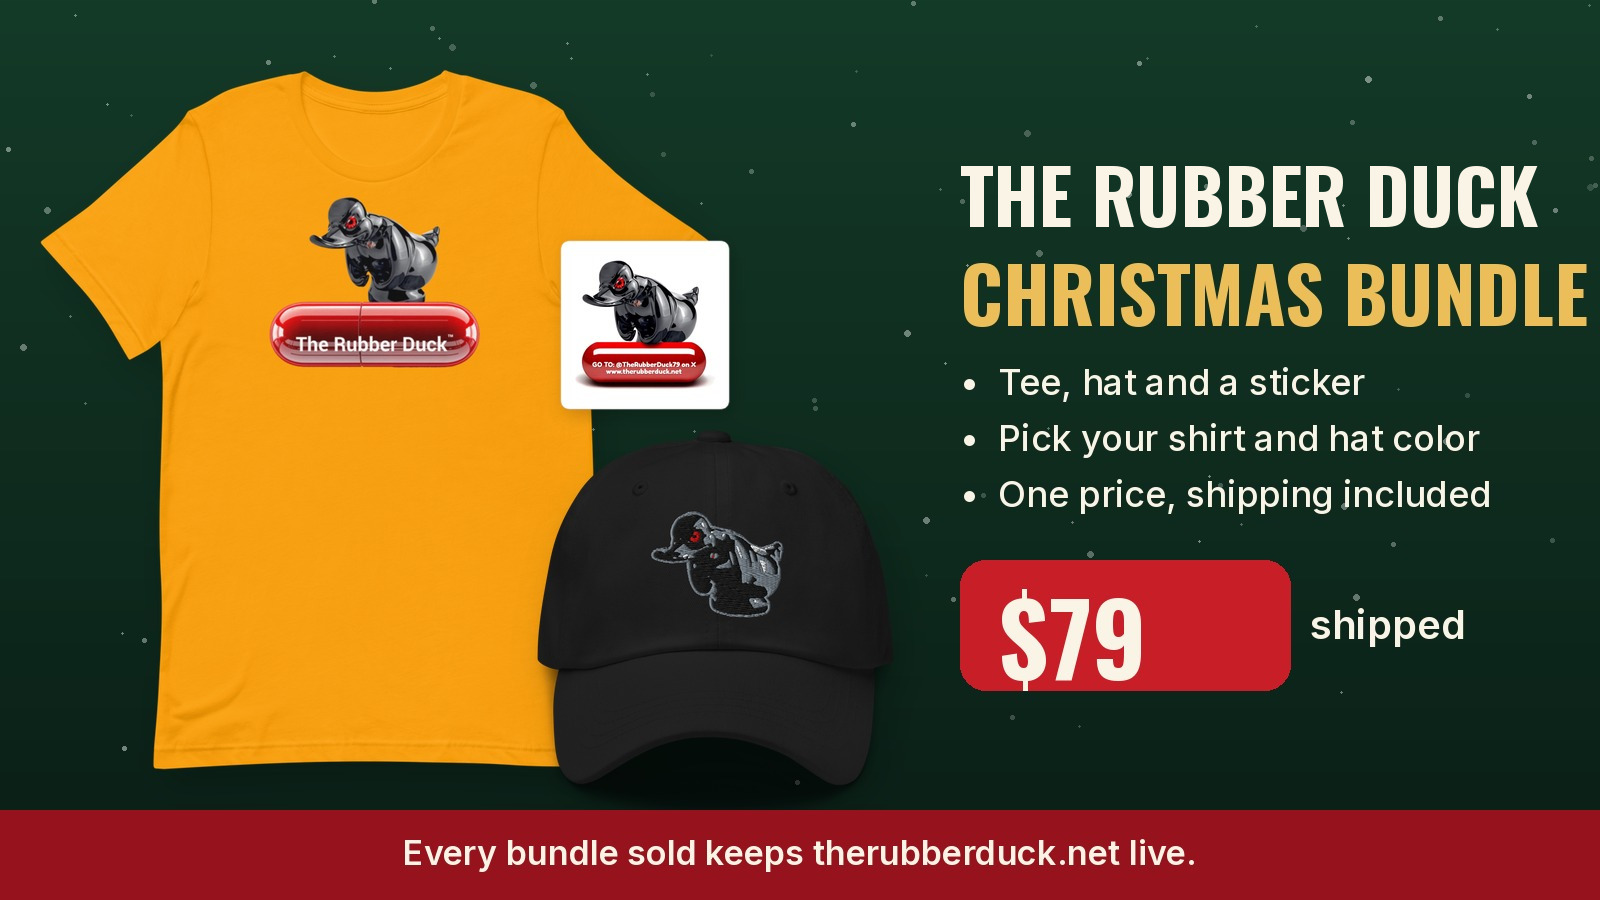 The Rubber Duck™
GO TO: @TheRubberDuck79 on X
www.therubberduck.net
THE RUBBER DUCK
CHRISTMAS BUNDLE
• Tee, hat and a sticker
• Pick your shirt and hat color
• One price, shipping included
$79 shipped
Every bundle sold keeps therubberduck.net live.